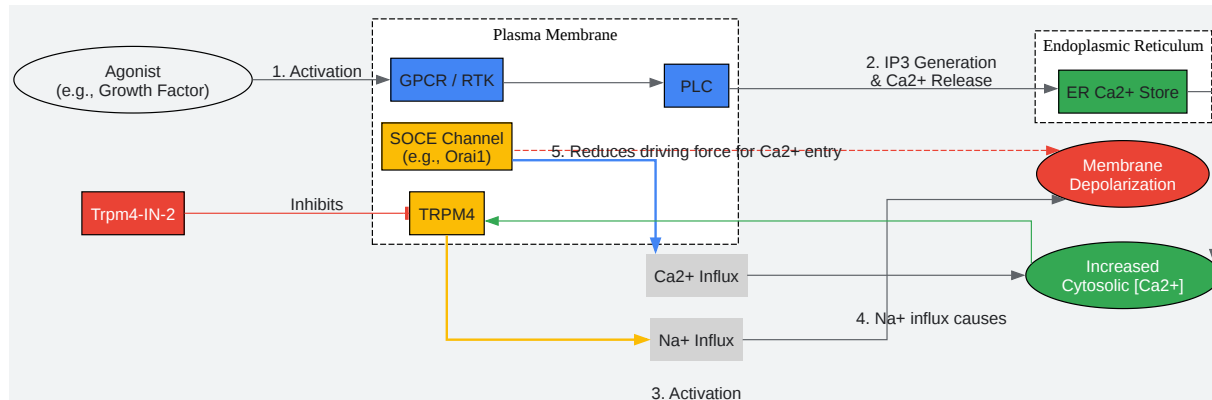 Plasma Membrane
Endoplasmic Reticulum
Agonist
(e.g., Growth Factor)
1. Activation
GPCR / RTK
PLC
2. IP3 Generation
& Ca2+ Release
ER Ca2+ Store
SOCE Channel
(e.g., Orai1)
5. Reduces driving force for Ca2+ entry
Membrane
Depolarization
Trpm4-IN-2
Inhibits
TRPM4
Ca2+ Influx
Increased
Cytosolic [Ca2+]
4. Na+ influx causes
Na+ Influx
3. Activation